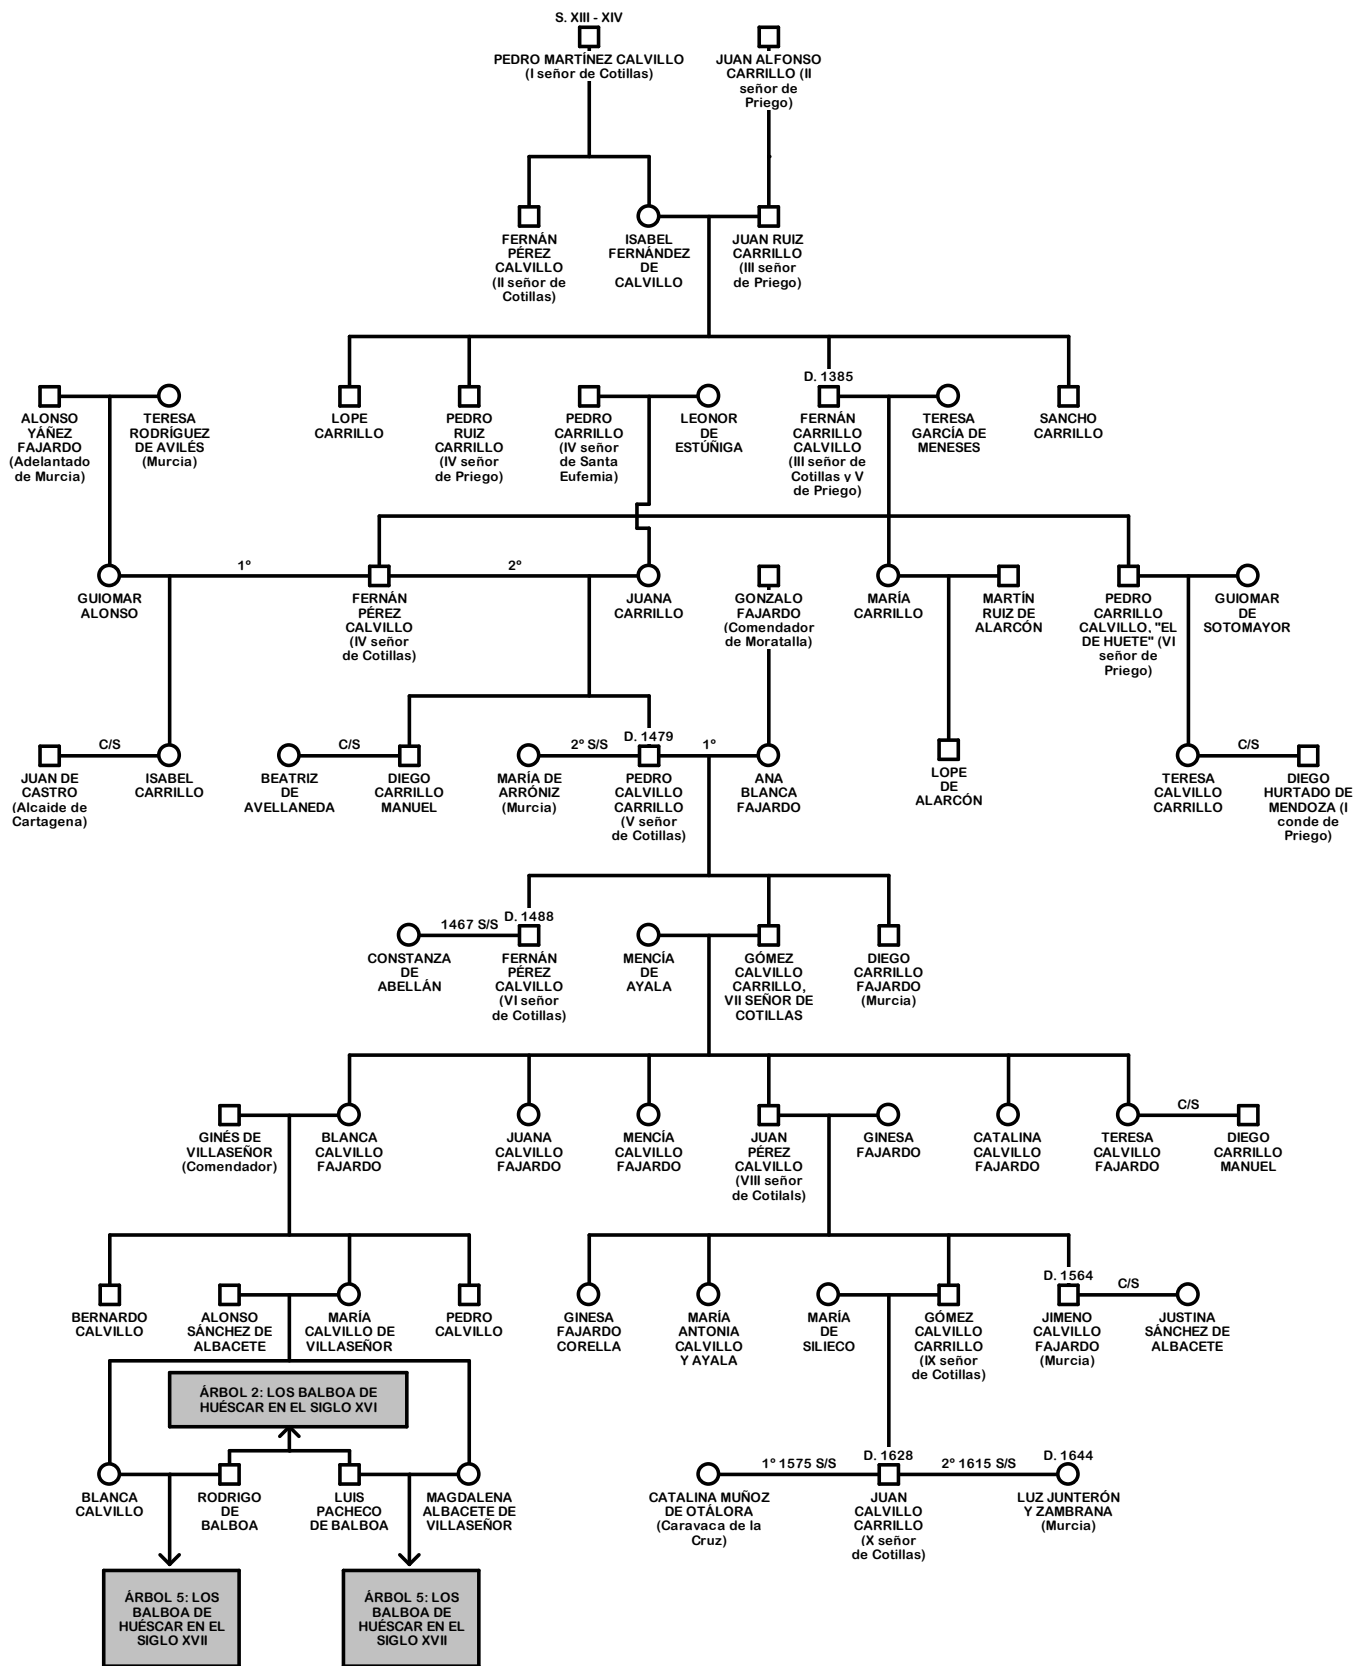 S. XIII - XIV
PEDRO MARTÍNEZ CALVILLO
(I señor de Cotillas)
JUAN ALFONSO
CARRILLO (II
señor de
Priego)
FERNÁN
PÉREZ
CALVILLO
(II señor de
Cotillas)
ISABEL
FERNÁNDEZ
DE
CALVILLO
JUAN RUIZ
CARRILLO
(III señor
de Priego)
ALONSO
YÁÑEZ
FAJARDO
(Adelantado
de Murcia)
TERESA
RODRÍGUEZ
DE AVILÉS
(Murcia)
LOPE
CARRILLO
PEDRO
RUIZ
CARRILLO
(IV señor
de Priego)
PEDRO
CARRILLO
(IV señor
de Santa
Eufemia)
LEONOR
DE
ESTÚÑIGA
D. 1385
FERNÁN
CARRILLO
CALVILLO
(III señor de
Cotillas y V
de Priego)
TERESA
GARCÍA DE
MENESES
SANCHO
CARRILLO
GUIOMAR
ALONSO
1º
FERNÁN
PÉREZ
CALVILLO
(IV señor
de Cotillas)
2º
JUANA
CARRILLO
GONZALO
FAJARDO
(Comendador
de Moratalla)
MARÍA
CARRILLO
MARTÍN
RUIZ DE
ALARCÓN
PEDRO
CARRILLO
CALVILLO, "EL
DE HUETE" (VI
señor de
Priego)
GUIOMAR
DE
SOTOMAYOR
JUAN DE
CASTRO
(Alcaide de
Cartagena)
C/S
ISABEL
CARRILLO
BEATRIZ
DE
AVELLANEDA
C/S
DIEGO
CARRILLO
MANUEL
MARÍA DE
ARRÓNIZ
(Murcia)
2º S/S
D. 1479
PEDRO
CALVILLO
CARRILLO
(V señor
de Cotillas)
1º
ANA
BLANCA
FAJARDO
LOPE
DE
ALARCÓN
TERESA
CALVILLO
CARRILLO
C/S
DIEGO
HURTADO DE
MENDOZA (I
conde de
Priego)
CONSTANZA
DE
ABELLÁN
1467 S/S
D. 1488
FERNÁN
PÉREZ
CALVILLO
(VI señor
de Cotillas)
MENCÍA
DE
AYALA
GÓMEZ
CALVILLO
CARRILLO,
VII SEÑOR DE
COTILLAS
DIEGO
CARRILLO
FAJARDO
(Murcia)
GINÉS DE
VILLASEÑOR
(Comendador)
BLANCA
CALVILLO
FAJARDO
JUANA
CALVILLO
FAJARDO
MENCÍA
CALVILLO
FAJARDO
JUAN
PÉREZ
CALVILLO
(VIII señor
de Cotilals)
GINESA
FAJARDO
CATALINA
CALVILLO
FAJARDO
TERESA
CALVILLO
FAJARDO
C/S
DIEGO
CARRILLO
MANUEL
BERNARDO
CALVILLO
ALONSO
SÁNCHEZ DE
ALBACETE
MARÍA
CALVILLO DE
VILLASEÑOR
PEDRO
CALVILLO
GINESA
FAJARDO
CORELLA
MARÍA
ANTONIA
CALVILLO
Y AYALA
MARÍA
DE
SILIECO
GÓMEZ
CALVILLO
CARRILLO
(IX señor
de Cotillas)
D. 1564
JIMENO
CALVILLO
FAJARDO
(Murcia)
C/S
JUSTINA
SÁNCHEZ DE
ALBACETE
ÁRBOL 2: LOS BALBOA DE
HUÉSCAR EN EL SIGLO XVI
BLANCA
CALVILLO
RODRIGO
DE
BALBOA
LUIS
PACHECO
DE BALBOA
MAGDALENA
ALBACETE DE
VILLASEÑOR
CATALINA MUÑOZ
DE OTÁLORA
(Caravaca de la
Cruz)
1º 1575 S/S
D. 1628
JUAN
CALVILLO
CARRILLO
(X señor
de Cotillas)
2º 1615 S/S
D. 1644
LUZ JUNTERÓN
Y ZAMBRANA
(Murcia)
ÁRBOL 5: LOS
BALBOA DE
HUÉSCAR EN EL
SIGLO XVII
ÁRBOL 5: LOS
BALBOA DE
HUÉSCAR EN EL
SIGLO XVII